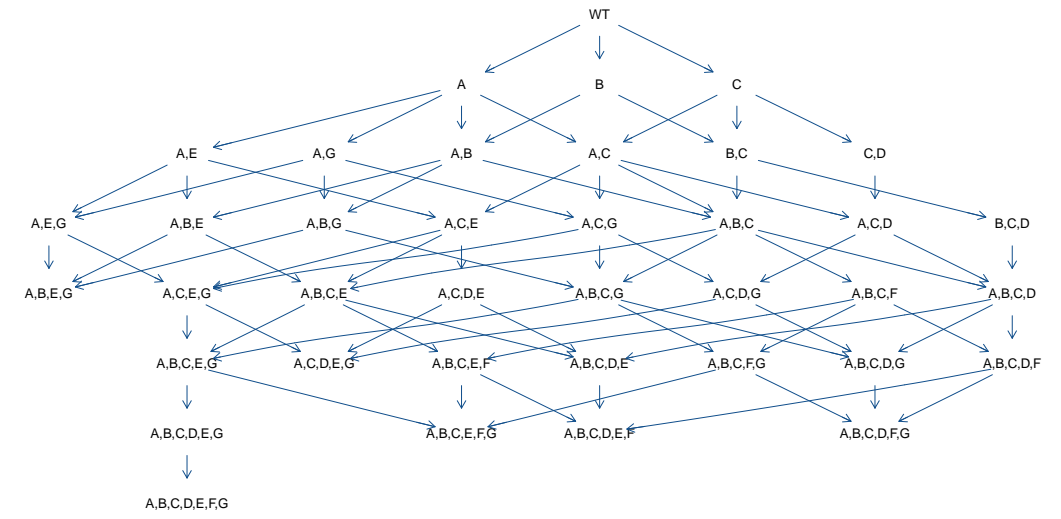 WT
A B C
A,E A,G A,B A,C B,C C,D
A,E,G A,B,E A,B,G A,C,E A,C,G A,B,C A,C,D B,C,D
A,B,E,G A,C,E,G A,B,C,E A,C,D,E A,B,C,G A,C,D,G A,B,C,F A,B,C,D
A,B,C,E,G A,C,D,E,G A,B,C,E,F A,B,C,D,E A,B,C,F,G A,B,C,D,G A,B,C,D,F
A,B,C,D,E,G A,B,C,E,F,G A,B,C,D,E,F A,B,C,D,F,G
A,B,C,D,E,F,G